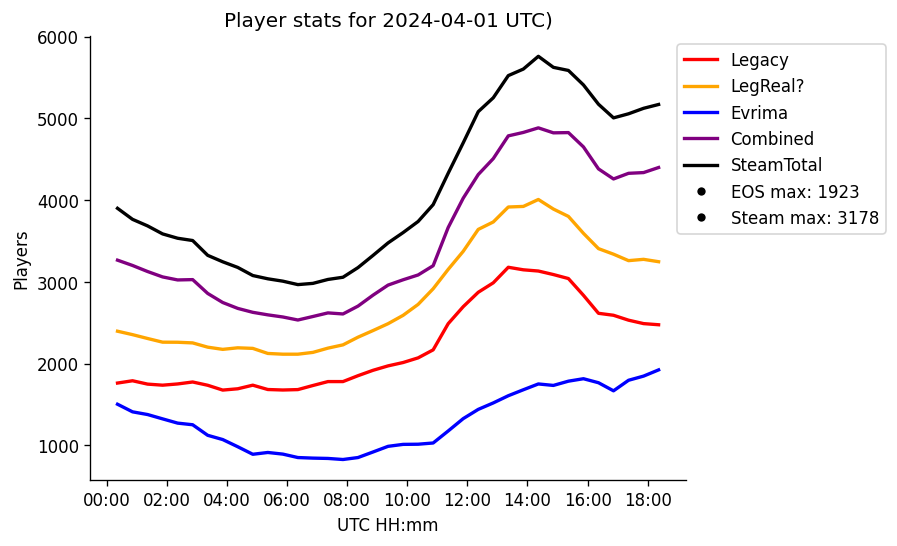 Player stats for 2024-04-01 UTC)
6000
5000
4000
3000
2000
1000
Players
00:00 02:00 04:00 06:00 08:00 10:00 12:00 14:00 16:00 18:00
UTC HH:mm
Legacy
LegReal?
Evrima
Combined
SteamTotal
EOS max: 1923
Steam max: 3178